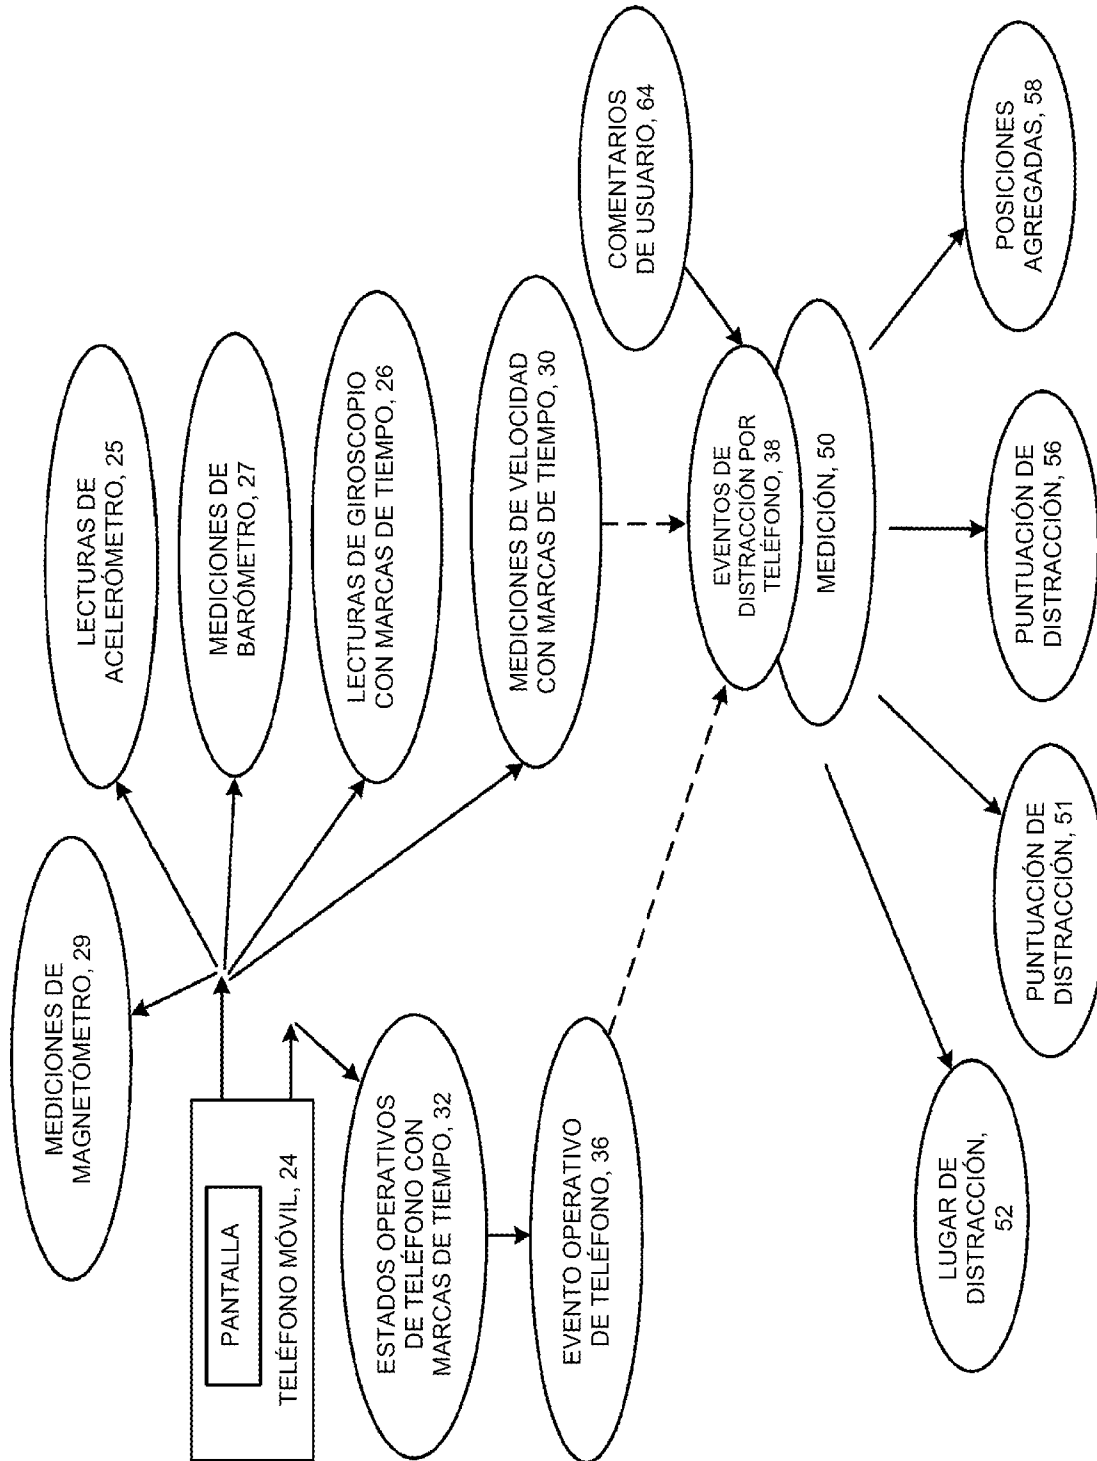 MEDICIONES DE
MAGNETÓMETRO, 29
LECTURAS DE
ACELERÓMETRO, 25
MEDICIONES DE
BARÓMETRO, 27
LECTURAS DE GIROSCOPIO
CON MARCAS DE TIEMPO, 26
MEDICIONES DE VELOCIDAD
CON MARCAS DE TIEMPO, 30
PANTALLA
TELÉFONO MÓVIL, 24
ESTADOS OPERATIVOS
DE TELÉFONO CON
MARCAS DE TIEMPO, 32
EVENTO OPERATIVO
DE TELÉFONO, 36
COMENTARIOS
DE USUARIO, 64
EVENTOS DE
DISTRACCIÓN POR
TELÉFONO, 38
MEDICIÓN, 50
LUGAR DE
DISTRACCIÓN,
52
PUNTUACIÓN DE
DISTRACCIÓN, 51
PUNTUACIÓN DE
DISTRACCIÓN, 56
POSICIONES
AGREGADAS, 58